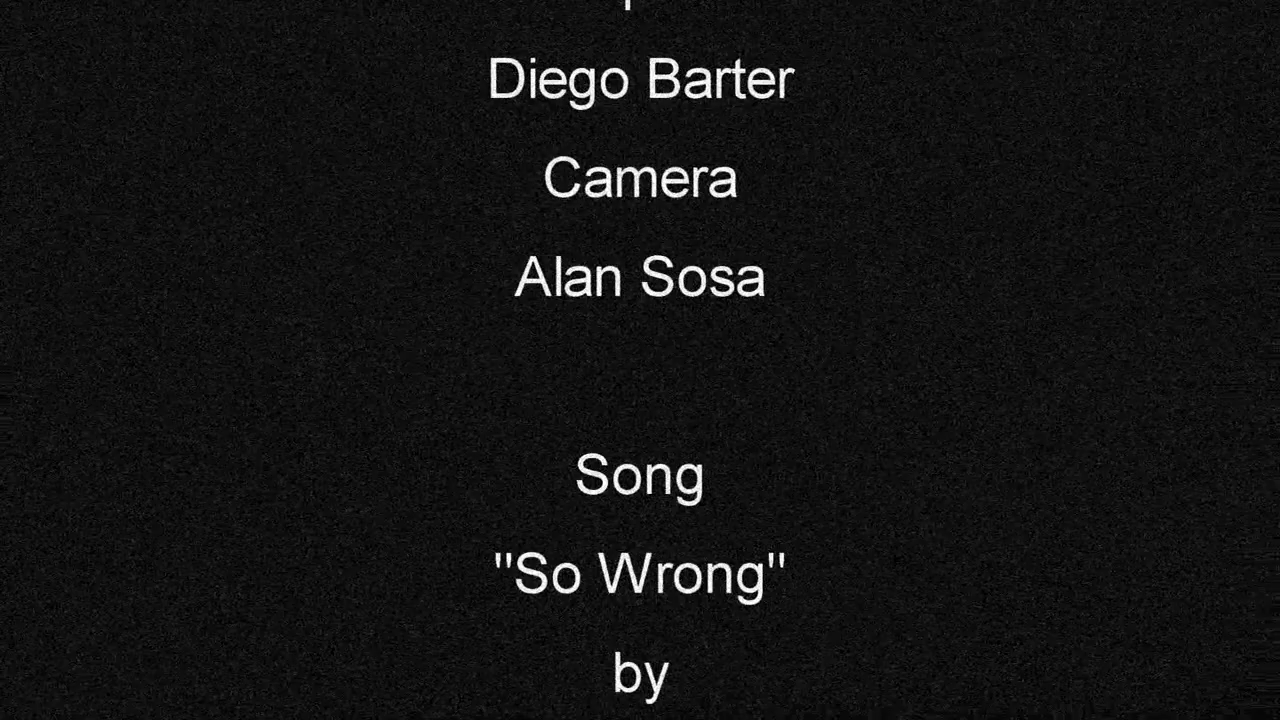 Diego Barter
Camera
Alan Sosa
Song
"So Wrong"
by